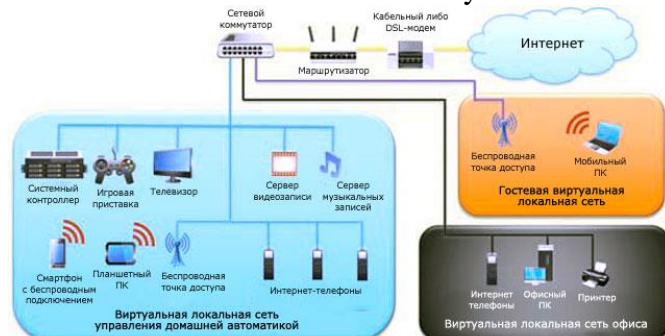 Сетевой
коммутатор
Маршрутизатор
Кабельный либо
DSL-модем
Интернет
Системный
контроллер
Игровая
приставка
Телевизор
Сервер
видеозаписи
Сервер
музыкальных
записей
Смартфон
с беспроводным
подключением
Планшетный
ПК
Беспроводная
точка доступа
Интернет-телефоны
Виртуальная локальная сеть
управления домашней автоматикой
Беспроводная
точка доступа
Мобильный
ПК
Гостевая виртуальная
локальная сеть
Интернет
телефоны
Офисный
ПК
Принтер
Виртуальная локальная сеть офиса